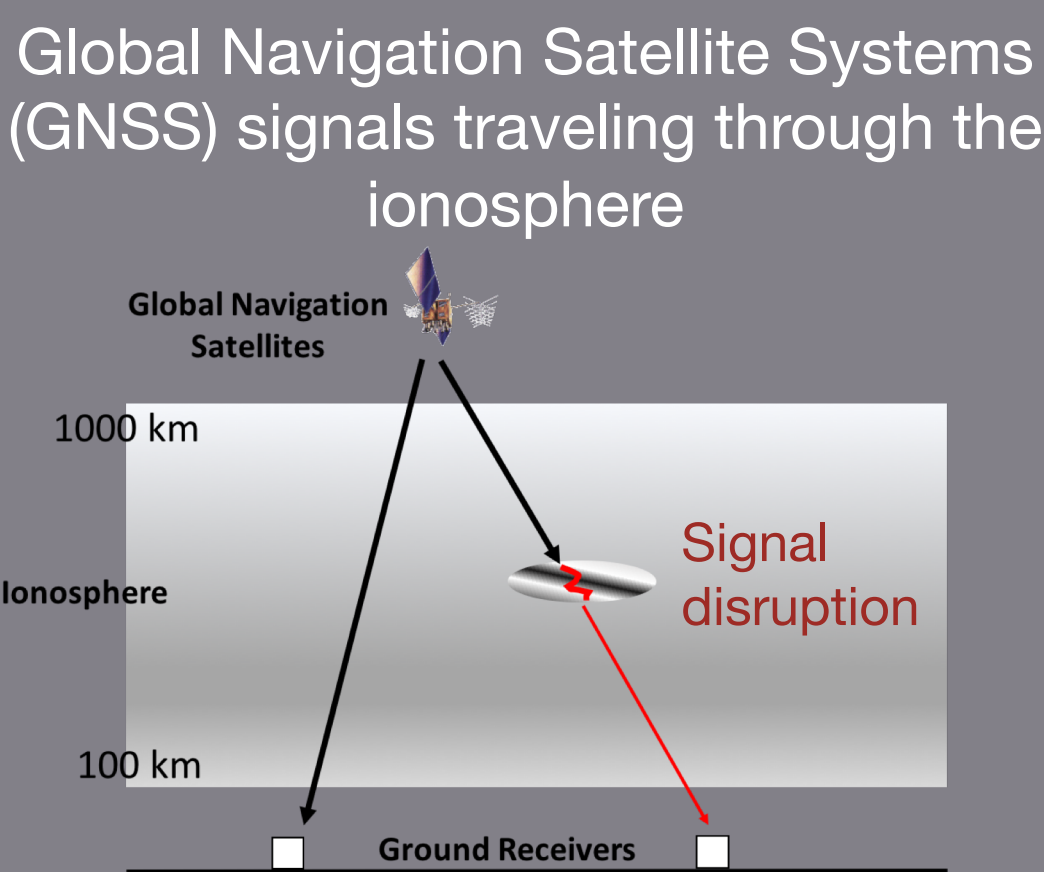 Global Navigation Satellite Systems
(GNSS) signals traveling through the
ionosphere
Global Navigation
Satellites
1000 km
Signal
disruption
Ionosphere
100 km
Ground Receivers